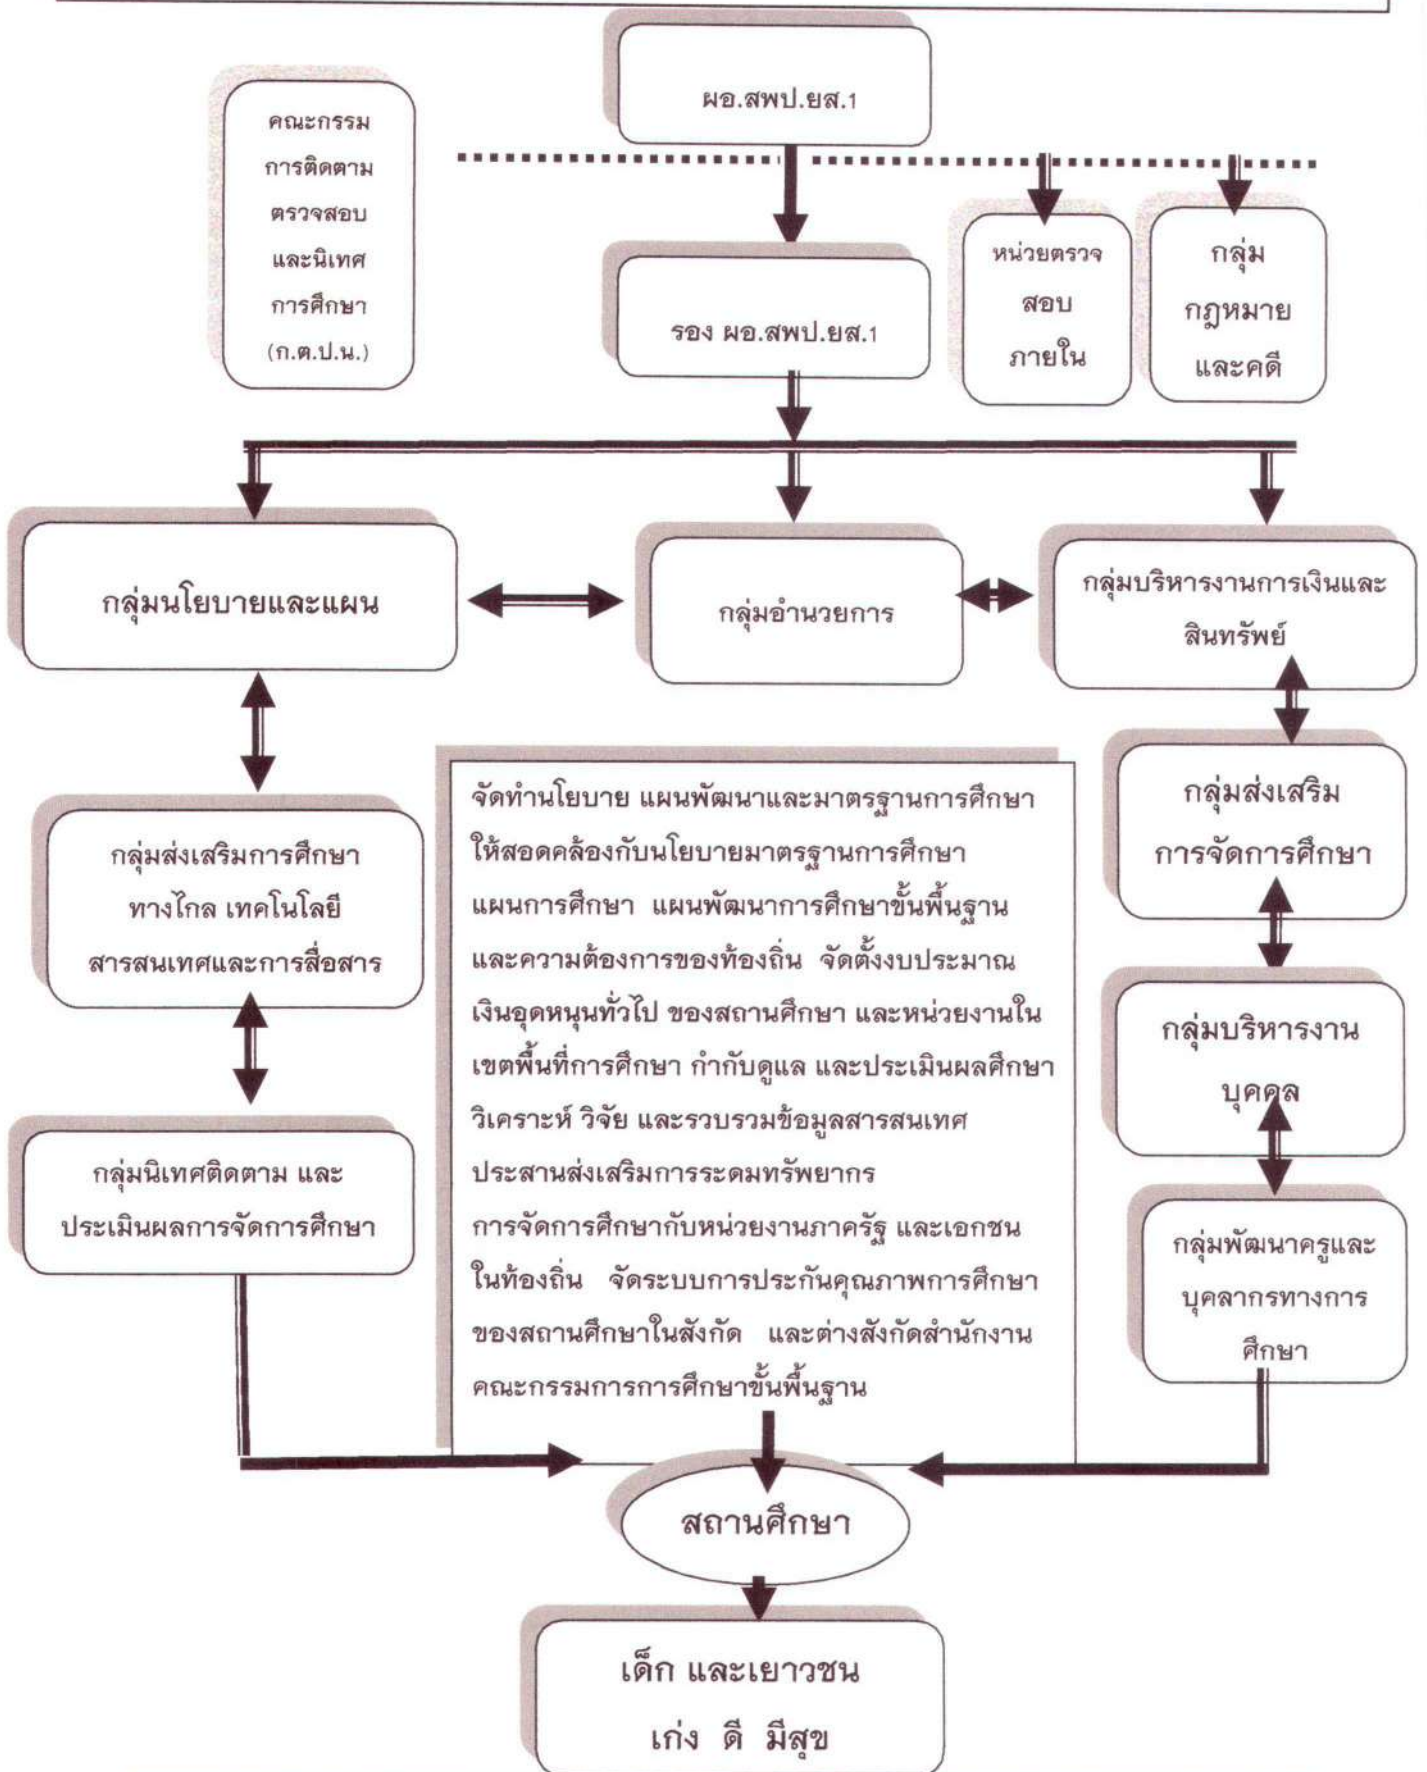 ผอ.สพป.ยส.1
คณะกรรม
การติดตาม
ตรวจสอบ
และนิเทศ
การศึกษา
(ก.ต.ป.น.)
รอง ผอ.สพป.ยส.1
หน่วยตรวจ
สอบ
ภายใน
กลุ่ม
กฎหมาย
และคดี
กลุ่มนโยบายและแผน
กลุ่มอำนวยการ
กลุ่มบริหารงานการเงินและ
สินทรัพย์
กลุ่มส่งเสริมการศึกษา
ทางไกล เทคโนโลยี
สารสนเทศและการสื่อสาร
กลุ่มนิเทศติดตาม และ
ประเมินผลการจัดการศึกษา
จัดทำนโยบาย แผนพัฒนาและมาตรฐานการศึกษา
ให้สอดคล้องกับนโยบายมาตรฐานการศึกษา
แผนการศึกษา แผนพัฒนาการศึกษาขั้นพื้นฐาน
และความต้องการของท้องถิ่น จัดตั้งงบประมาณ
เงินอุดหนุนทั่วไป ของสถานศึกษา และหน่วยงานใน
เขตพื้นที่การศึกษา กำกับดูแล และประเมินผลศึกษา
วิเคราะห์ วิจัย และรวบรวมข้อมูลสารสนเทศ
ประสานส่งเสริมการระดมทรัพยากร
การจัดการศึกษากับหน่วยงานภาครัฐ และเอกชน
ในท้องถิ่น จัดระบบการประกันคุณภาพการศึกษา
ของสถานศึกษาในสังกัด และต่างสังกัดสำนักงาน
คณะกรรมการการศึกษาขั้นพื้นฐาน
กลุ่มส่งเสริม
การจัดการศึกษา
กลุ่มบริหารงาน
บุคคล
กลุ่มพัฒนาครูและ
บุคลากรทางการ
ศึกษา
สถานศึกษา
เด็ก และเยาวชน
เก่ง ดี มีสุข